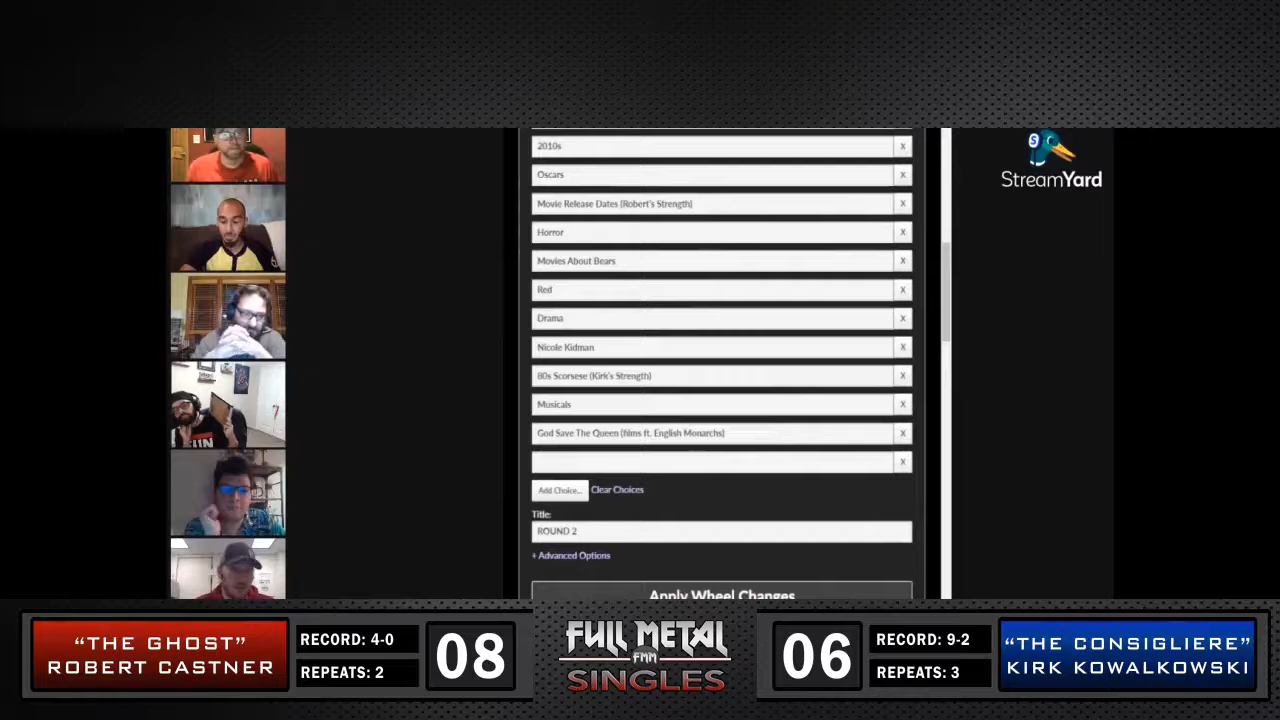 2010s
X
Oscars
X
Movie Release Dates (Robert's Strength)
X
Horror
X
Movies About Bears
X
Red
X
Drama
X
Nicole Kidman
X
80s Scorsese (Kirk's Strength)
X
Musicals
X
God Save The Queen (films ft. English Monarchs)
X
X
Add Choice... Clear Choices
Title:
ROUND 2
+ Advanced Options
Apply Wheel Changes
S
StreamYard
"THE GHOST"
ROBERT CASTNER
RECORD: 4-0
REPEATS: 2
08
FULL METAL
FMM
SINGLES
06
RECORD: 9-2
REPEATS: 3
"THE CONSIGLIERE"
KIRK KOWALKOWSKI